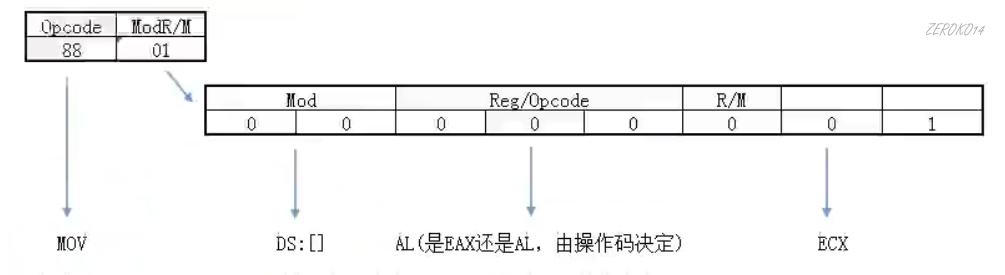 Opcode ModR/M
ZEROKO14
88 01
Mod Reg/Opcode R/M
0 0 0 0 0 0 0 1
MOV DS:[] AL(是EAX还是AL，由操作码决定) ECX